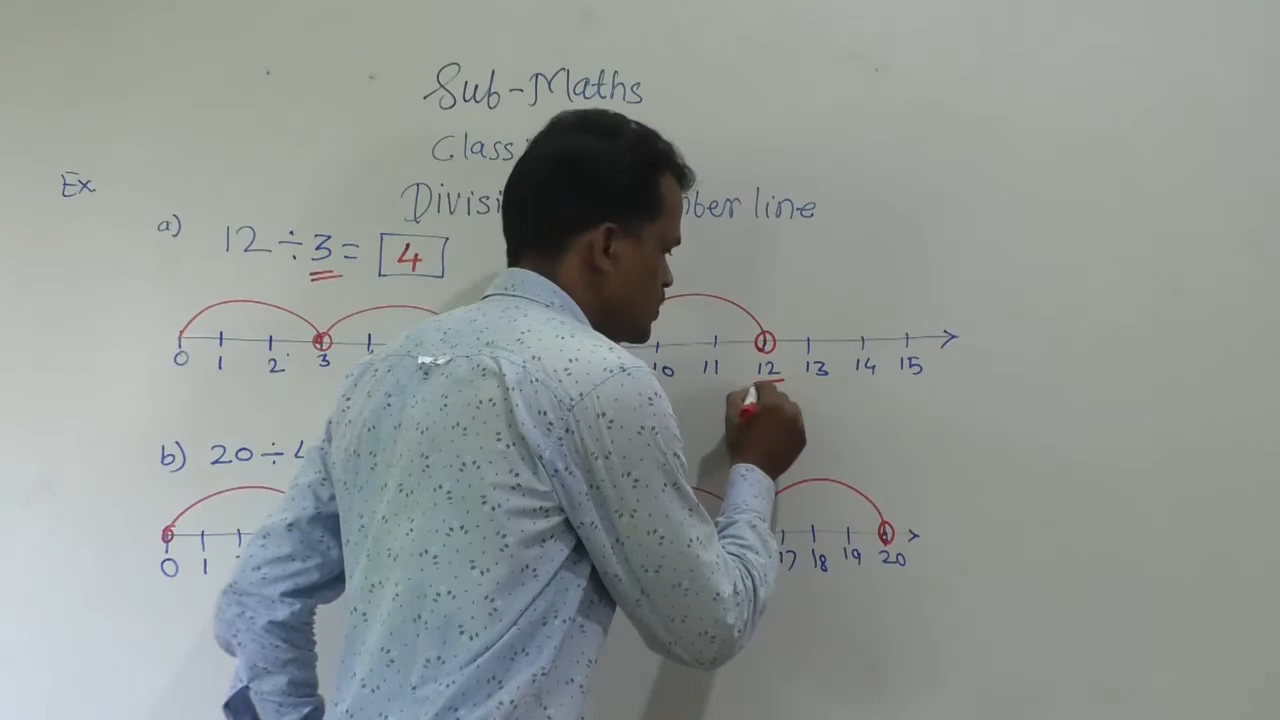 Sub-Maths
Class
Ex
Divisi ber line
a) 12 ÷ 3 = 4
0 1 2 3 10 11 12 13 14 15
b) 20 ÷ 4
0 1 17 18 19 20